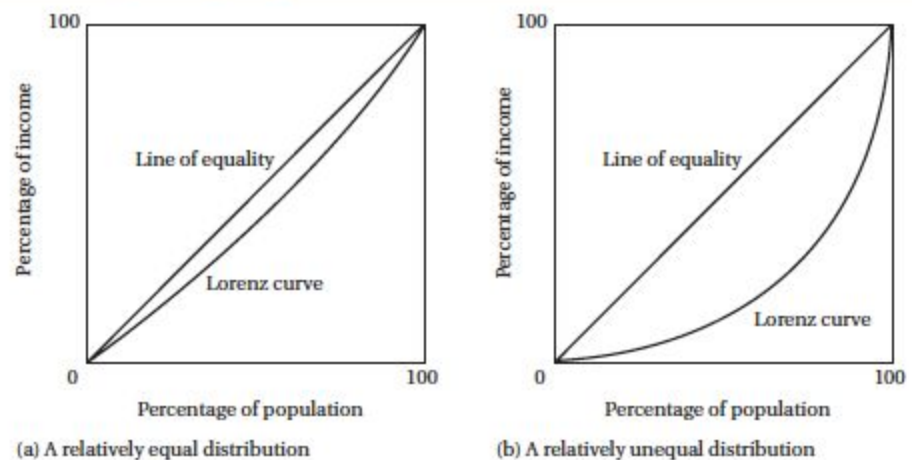 100
Percentage of income
Line of equality
Lorenz curve
0
100
Percentage of population
(a) A relatively equal distribution
100
Percentage of income
Line of equality
Lorenz curve
0
100
Percentage of population
(b) A relatively unequal distribution